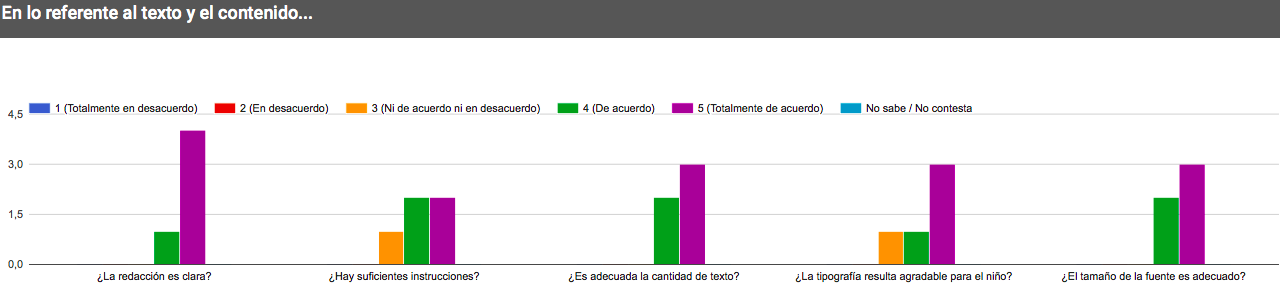 En lo referente al texto y el contenido...
1 (Totalmente en desacuerdo) 2 (En desacuerdo) 3 (Ni de acuerdo ni en desacuerdo) 4 (De acuerdo) 5 (Totalmente de acuerdo) No sabe / No contesta
4,5
3,0
1,5
0,0
¿La redacción es clara? ¿Hay suficientes instrucciones? ¿Es adecuada la cantidad de texto? ¿La tipografía resulta agradable para el niño? ¿El tamaño de la fuente es adecuado?